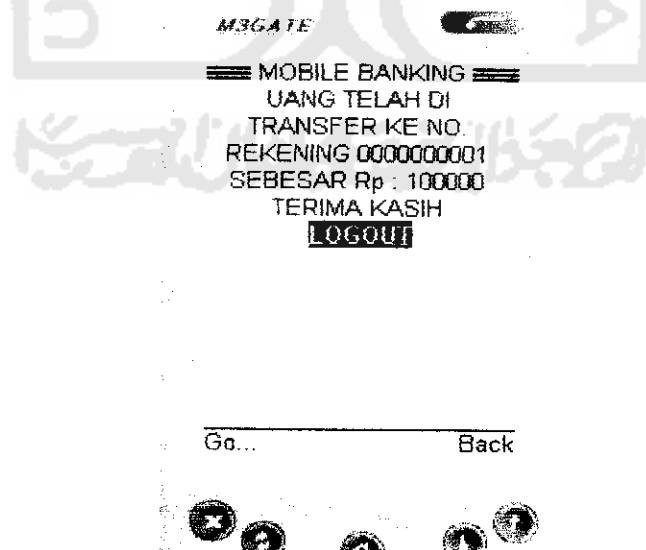 M3GATE
MOBILE BANKING
UANG TELAH DI
TRANSFER KE NO.
REKENING 0000000001
SEBESAR Rp : 100000
TERIMA KASIH
LOGOUT
Go... Back